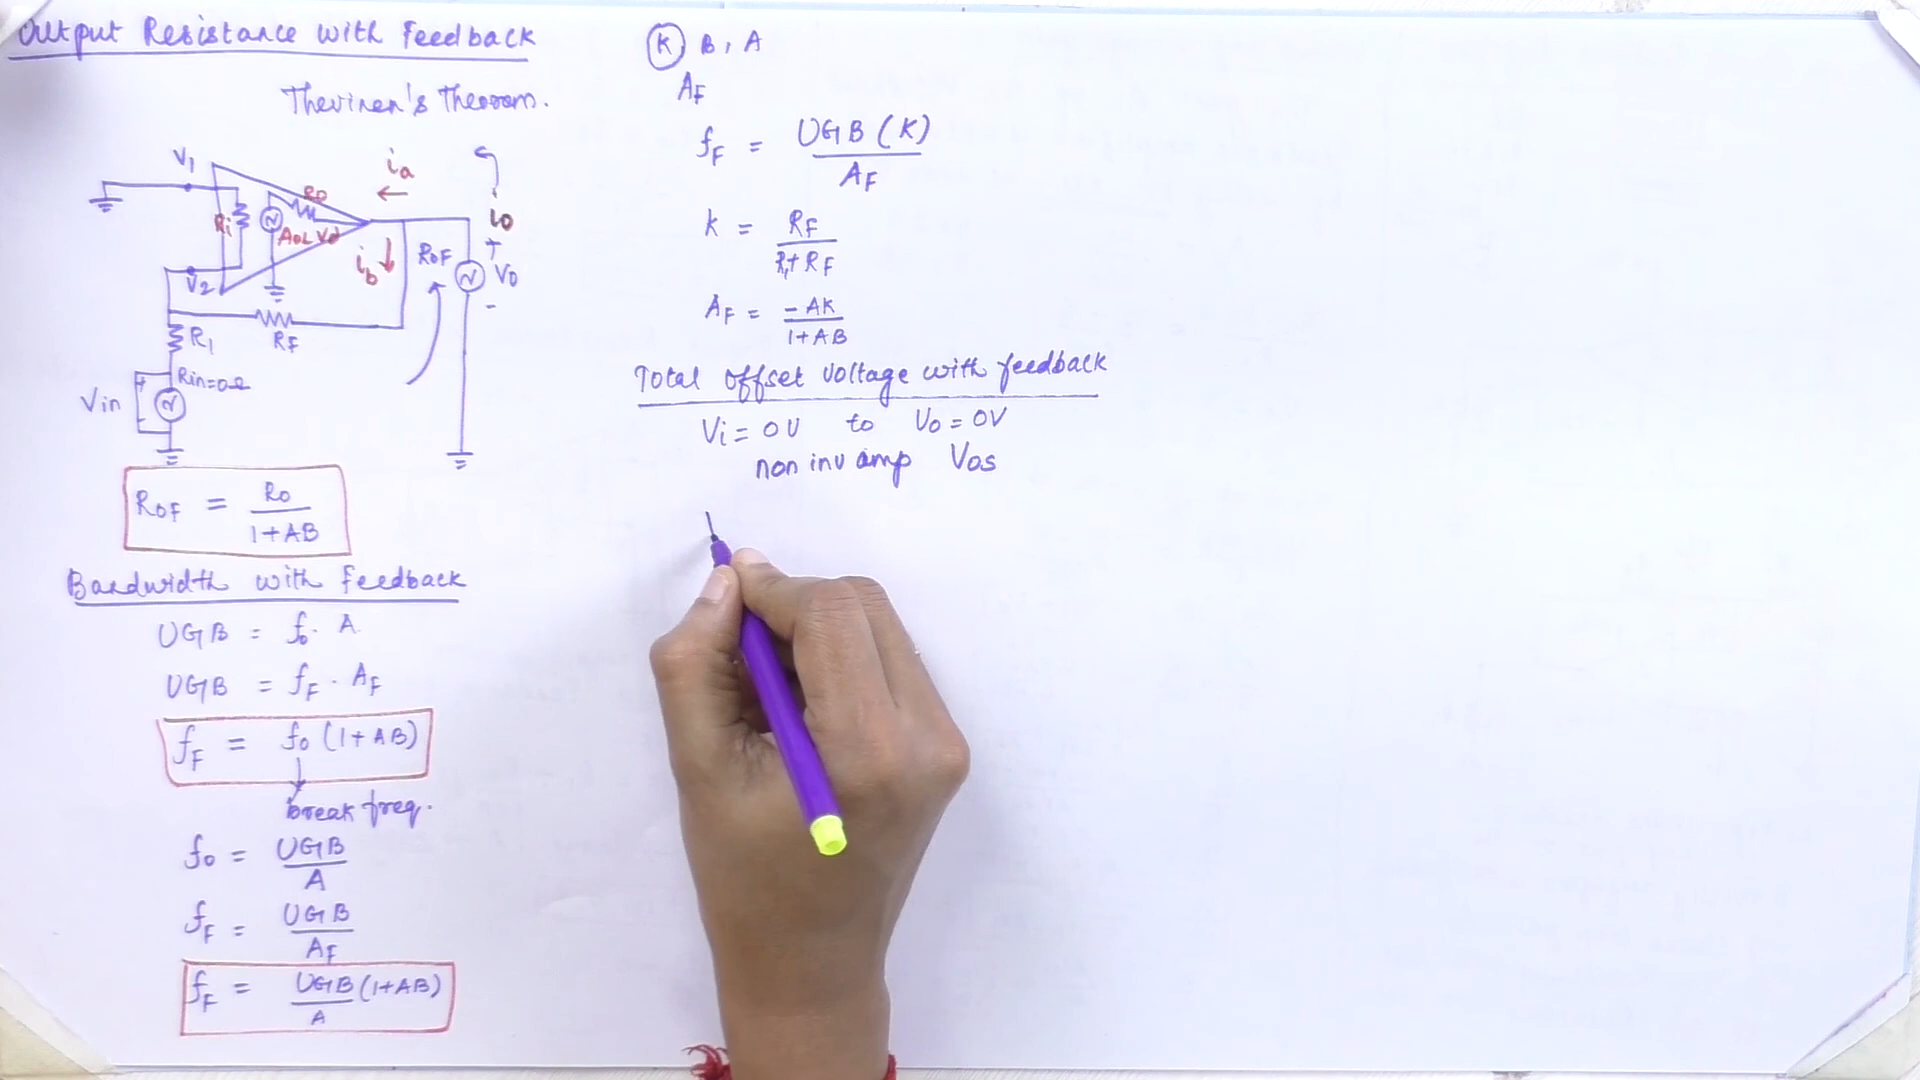 Output Resistance with Feedback
Thevinen's Theorem.
V1
ia
Ro
io
Ri
AOL Vd
ib
ROF
+
VO
-
V2
RF
R1
Rin=0Ω
Vin
+
-
ROF = RO / 1+AB
Bandwidth with Feedback
UGB = fo. A
UGB = fF . AF
fF = fo (1+AB)
break freq.
fo = UGB / A
fF = UGB / AF
fF = UGB / A (1+AB)
K B, A
AF
fF = UGB (K) / AF
K = RF / R1+RF
AF = -AK / 1+AB
Total offset voltage with feedback
Vi = 0V to Vo = 0V
non inv amp Vos